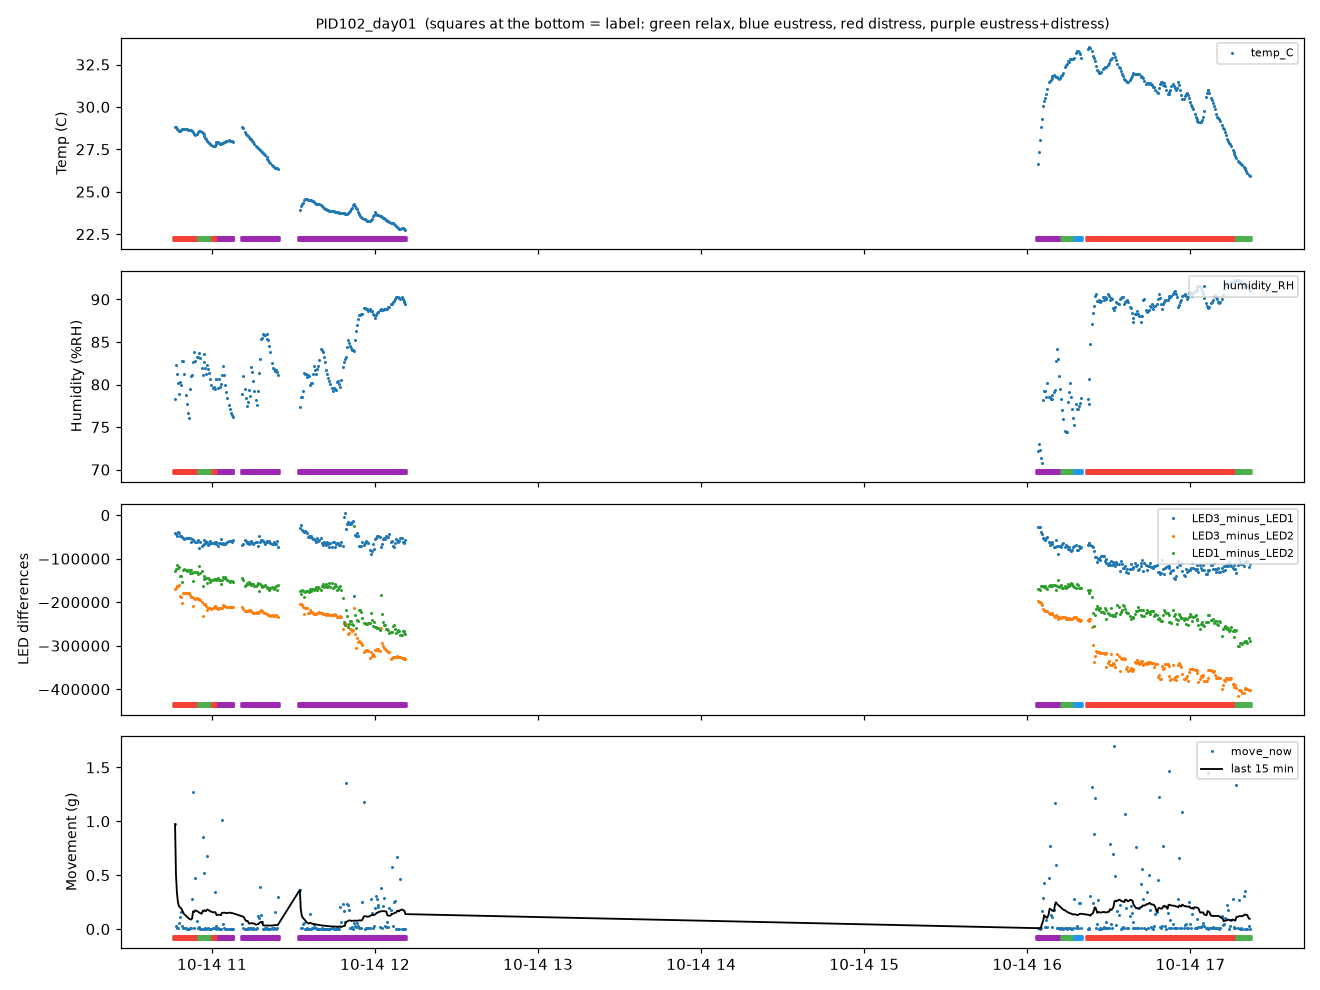 PID102_day01  (squares at the bottom = label: green relax, blue eustress, red distress, purple eustress+distress)
Temp (C)
32.5
30.0
27.5
25.0
22.5
temp_C
Humidity (%RH)
90
85
80
75
70
humidity_RH
LED differences
0
−100000
−200000
−300000
−400000
LED3_minus_LED1
LED3_minus_LED2
LED1_minus_LED2
Movement (g)
1.5
1.0
0.5
0.0
move_now
last 15 min
10-14 11
10-14 12
10-14 13
10-14 14
10-14 15
10-14 16
10-14 17